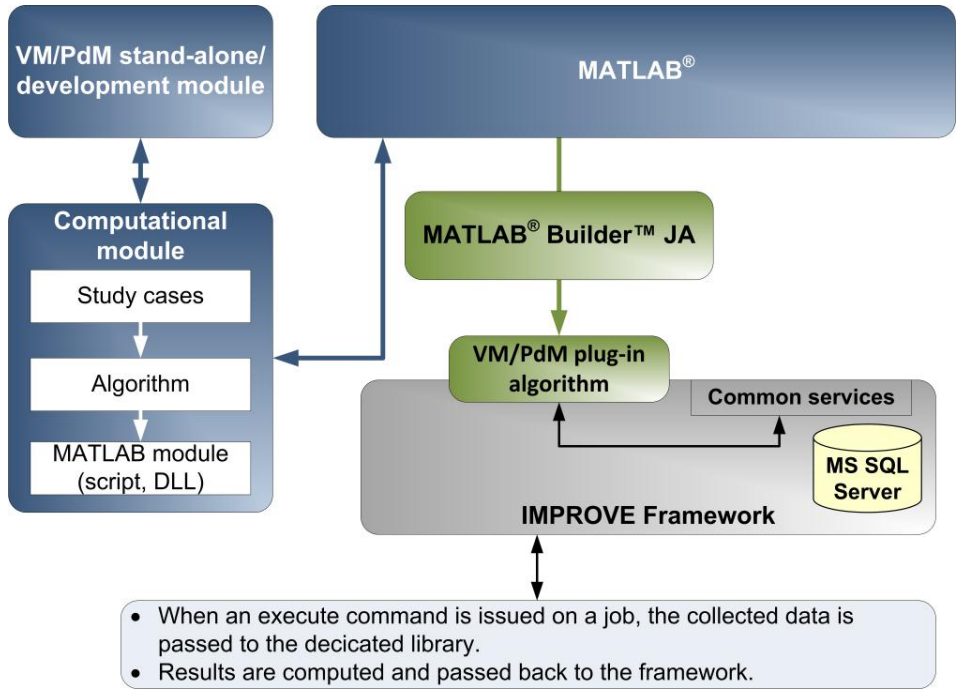 VM/PdM stand-alone/
development module
MATLAB®
Computational
module
Study cases
Algorithm
MATLAB module
(script, DLL)
MATLAB® Builder™ JA
VM/PdM plug-in
algorithm
Common services
MS SQL
Server
IMPROVE Framework
• When an execute command is issued on a job, the collected data is
passed to the decicated library.
• Results are computed and passed back to the framework.